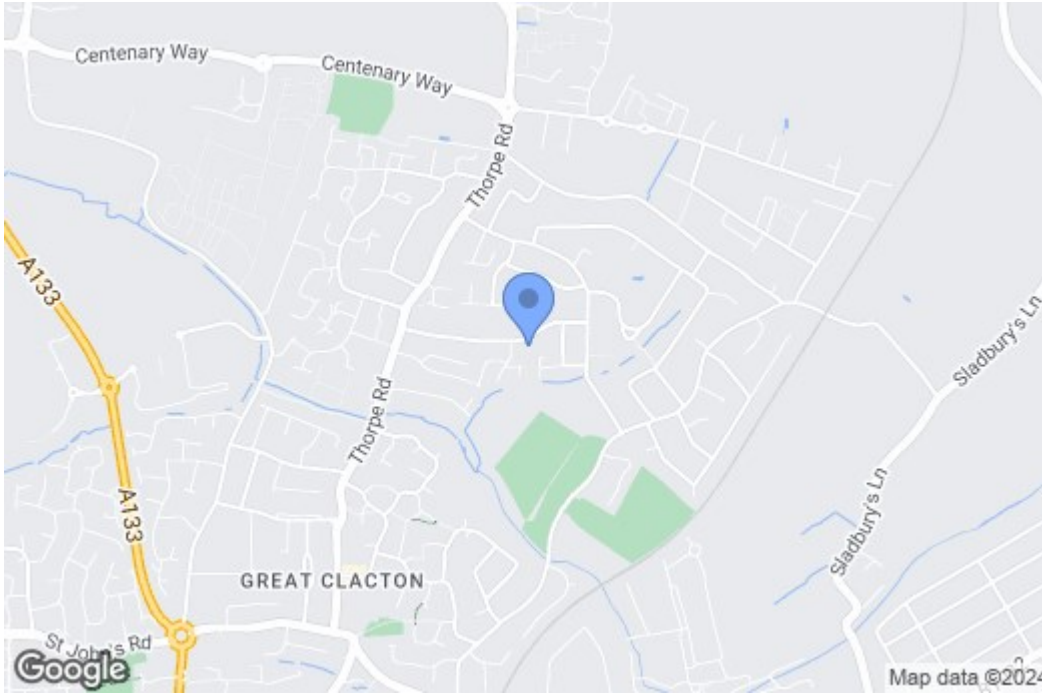 Centenary Way
Centenary Way
Thorpe Rd
A133
Sladbury's Ln
Thorpe Rd
A133
Sladbury's Ln
GREAT CLACTON
St John's Rd
Google
Map data ©2024